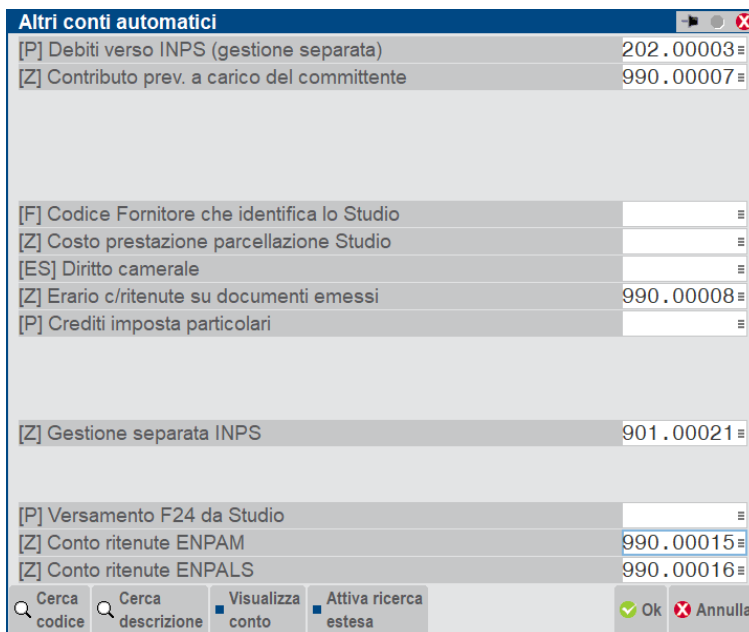 Altri conti automatici
[P] Debiti verso INPS (gestione separata) 202.00003
[Z] Contributo prev. a carico del committente 990.00007
[F] Codice Fornitore che identifica lo Studio
[Z] Costo prestazione parcellazione Studio
[ES] Diritto camerale
[Z] Erario c/ritenute su documenti emessi 990.00008
[P] Crediti imposta particolari
[Z] Gestione separata INPS 901.00021
[P] Versamento F24 da Studio
[Z] Conto ritenute ENPAM 990.00015
[Z] Conto ritenute ENPALS 990.00016
Cerca codice Cerca descrizione Visualizza conto Attiva ricerca estesa Ok Annulla